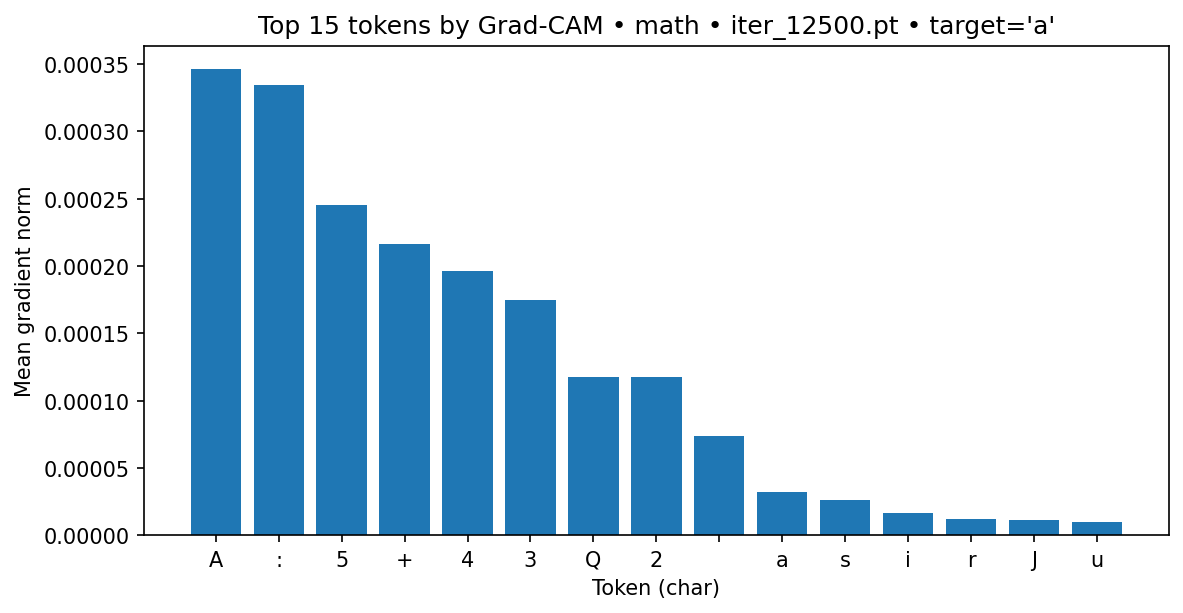 Top 15 tokens by Grad-CAM • math • iter_12500.pt • target='a'
Mean gradient norm
0.00035
0.00030
0.00025
0.00020
0.00015
0.00010
0.00005
0.00000
A : 5 + 4 3 Q 2 a s i r J u
Token (char)